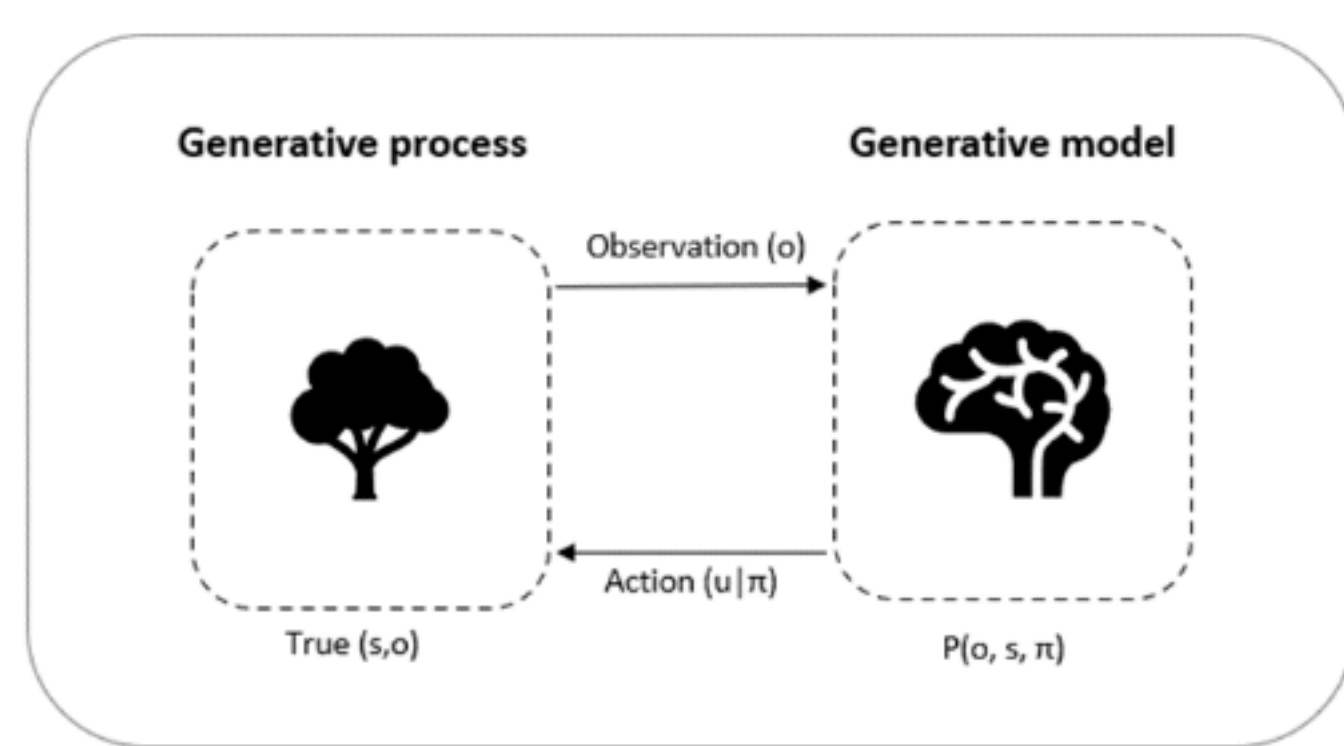 Generative process
Generative model
Observation (o)
Action (u|π)
True (s,o)
P(o, s, π)